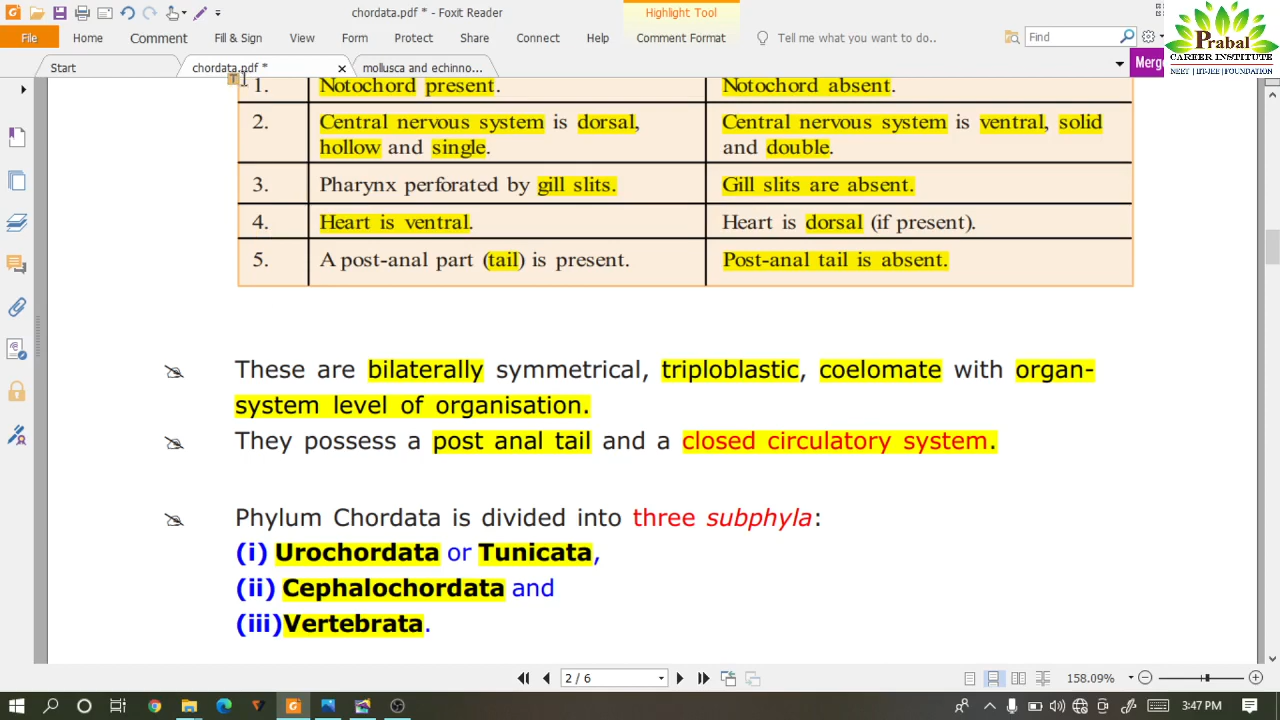 chordata.pdf * - Foxit Reader
Highlight Tool
File Home Comment Fill & Sign View Form Protect Share Connect Help Comment Format Tell me what you want to do.. Find
Prabal
CAREER INSTITUTE
NEET | IIT-JEE | FOUNDATION
Start chordata.pdf * mollusca and echinno... Merge
1. Notochord present. Notochord absent.
2. Central nervous system is dorsal, Central nervous system is ventral, solid
hollow and single. and double.
3. Pharynx perforated by gill slits. Gill slits are absent.
4. Heart is ventral. Heart is dorsal (if present).
5. A post-anal part (tail) is present. Post-anal tail is absent.
These are bilaterally symmetrical, triploblastic, coelomate with organ-
system level of organisation.
They possess a post anal tail and a closed circulatory system.
Phylum Chordata is divided into three subphyla:
(i) Urochordata or Tunicata,
(ii) Cephalochordata and
(iii)Vertebrata.
2 / 6 158.09%
3:47 PM